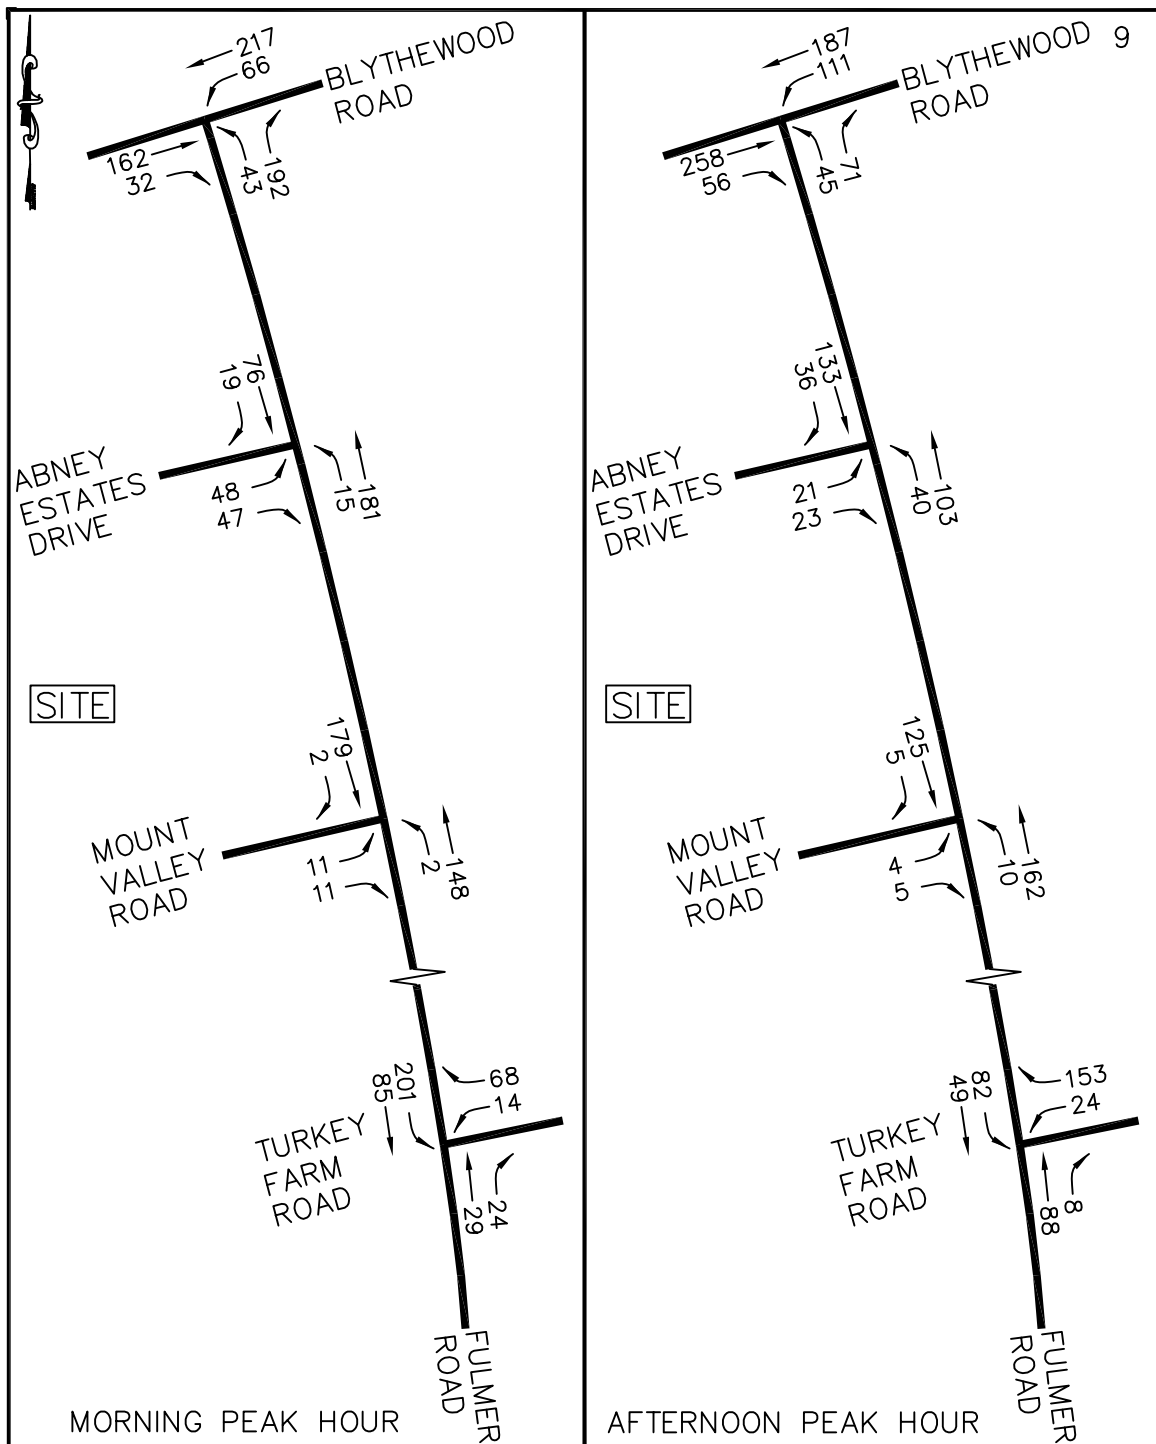 217
66
BLYTHEWOOD
ROAD
162
32
43
192
76
19
ABNEY
ESTATES
DRIVE
48
47
15
181
SITE
179
2
MOUNT
VALLEY
ROAD
11
11
2
148
201
85
68
14
TURKEY
FARM
ROAD
29
24
FULMER
ROAD
MORNING PEAK HOUR
9
187
111
BLYTHEWOOD
ROAD
258
56
45
71
133
36
ABNEY
ESTATES
DRIVE
21
23
40
103
SITE
125
5
MOUNT
VALLEY
ROAD
4
5
10
162
82
49
153
24
TURKEY
FARM
ROAD
88
8
FULMER
ROAD
AFTERNOON PEAK HOUR